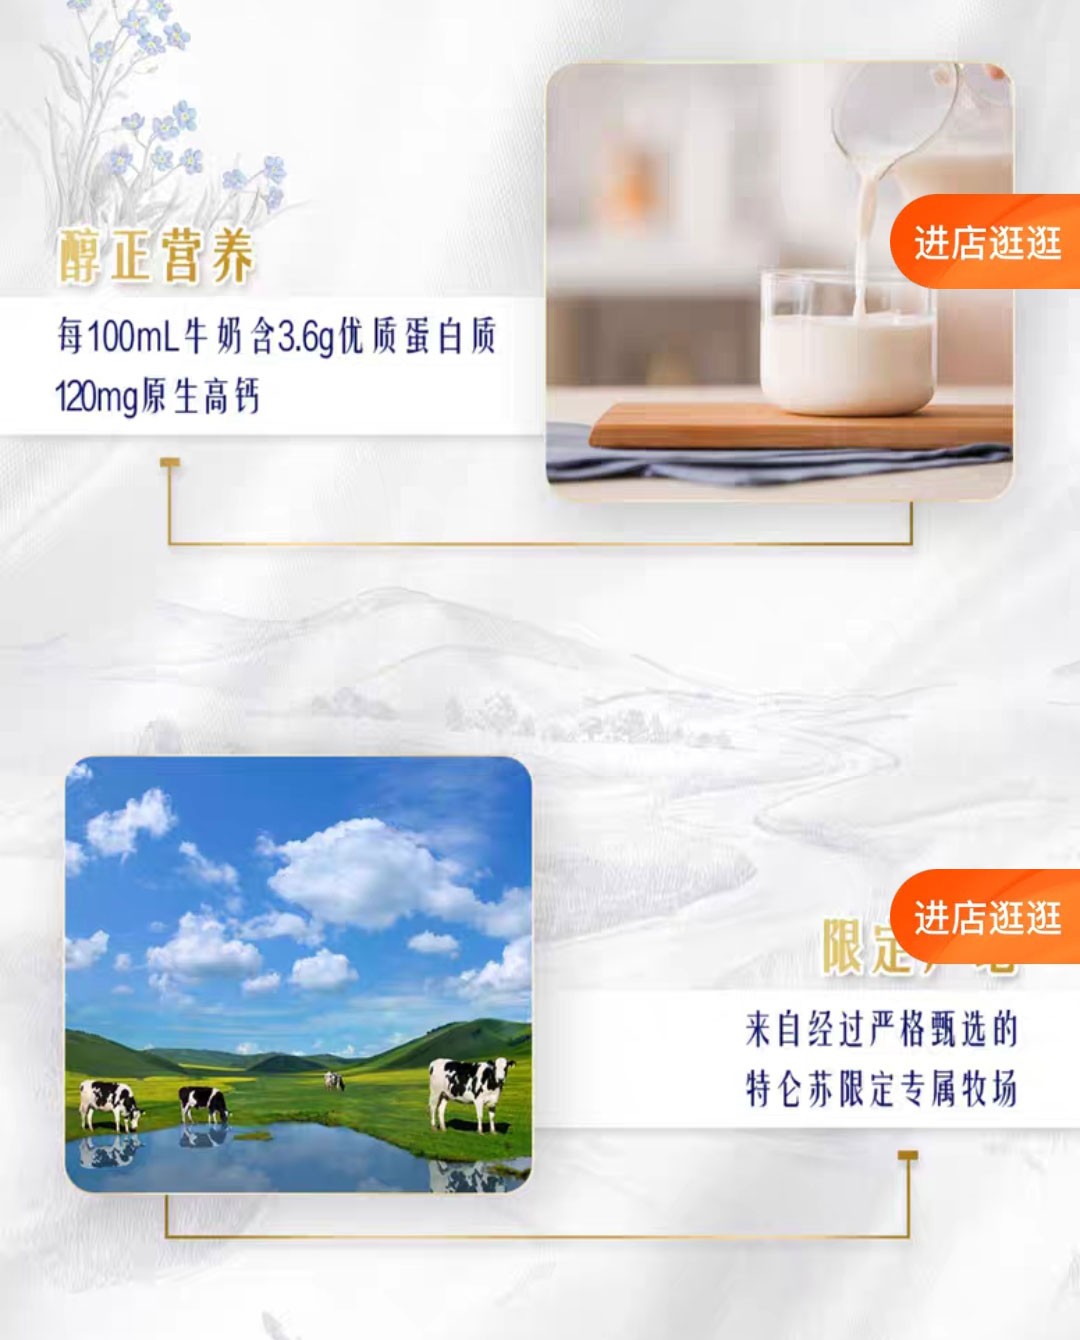 醇正营养
进店逛逛
每100mL牛奶含3.6g优质蛋白质
120mg原生高钙
进店逛逛
限定
来自经过严格甄选的
特仑苏限定专属牧场